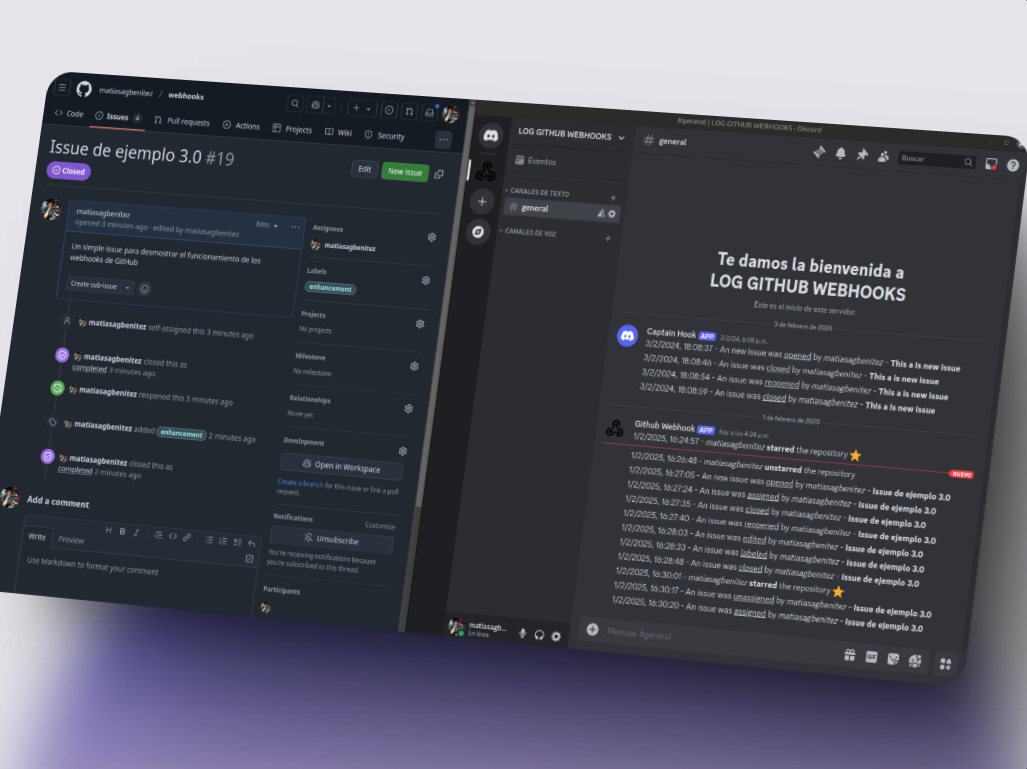 matiasagbenitez / webhooks
Code Issues 4 Pull requests Actions Projects Wiki Security
Issue de ejemplo 3.0 #19
Edit New issue
Closed
matiasagbenitez
opened 3 minutes ago · edited by matiasagbenitez
Edits
Un simple issue para desmostrar el funcionamiento de los
webhooks de GitHub
Create sub-issue
matiasagbenitez self-assigned this 3 minutes ago
matiasagbenitez closed this as
completed 3 minutes ago
matiasagbenitez reopened this 3 minutes ago
matiasagbenitez added enhancement 2 minutes ago
matiasagbenitez closed this as
completed 2 minutes ago
Add a comment
Write Preview
H B I
Use Markdown to format your comment
Assignees
matiasagbenitez
Labels
enhancement
Projects
No projects
Milestone
No milestone
Relationships
None yet
Development
Open in Workspace
Create a branch for this issue or link a pull
request.
Notifications
Customize
Unsubscribe
You're receiving notifications because
you're subscribed to this thread.
Participants
#general | LOG GITHUB WEBHOOKS - Discord
LOG GITHUB WEBHOOKS
Eventos
CANALES DE TEXTO
# general
CANALES DE VOZ
matiasagb...
En línea
# general
Buscar
Te damos la bienvenida a
LOG GITHUB WEBHOOKS
Este es el inicio de este servidor.
3 de febrero de 2024
Captain Hook APP 3/2/24, 6:08 p.m.
3/2/2024, 18:08:37 - An new issue was opened by matiasagbenitez - This a is new issue
3/2/2024, 18:08:46 - An issue was closed by matiasagbenitez - This a is new issue
3/2/2024, 18:08:54 - An issue was reopened by matiasagbenitez - This a is new issue
3/2/2024, 18:08:59 - An issue was closed by matiasagbenitez - This a is new issue
1 de febrero de 2025
Github Webhook APP hoy a las 4:24 p.m.
1/2/2025, 16:24:57 - matiasagbenitez starred the repository ⭐
NUEVO
1/2/2025, 16:26:48 - matiasagbenitez unstarred the repository
1/2/2025, 16:27:05 - An new issue was opened by matiasagbenitez - Issue de ejemplo 3.0
1/2/2025, 16:27:24 - An issue was assigned by matiasagbenitez - Issue de ejemplo 3.0
1/2/2025, 16:27:35 - An issue was closed by matiasagbenitez - Issue de ejemplo 3.0
1/2/2025, 16:27:40 - An issue was reopened by matiasagbenitez - Issue de ejemplo 3.0
1/2/2025, 16:28:03 - An issue was edited by matiasagbenitez - Issue de ejemplo 3.0
1/2/2025, 16:28:33 - An issue was labeled by matiasagbenitez - Issue de ejemplo 3.0
1/2/2025, 16:28:48 - An issue was closed by matiasagbenitez - Issue de ejemplo 3.0
1/2/2025, 16:30:01 - matiasagbenitez starred the repository ⭐
1/2/2025, 16:30:17 - An issue was unassigned by matiasagbenitez - Issue de ejemplo 3.0
1/2/2025, 16:30:20 - An issue was assigned by matiasagbenitez - Issue de ejemplo 3.0
Mensaje #general
GIF